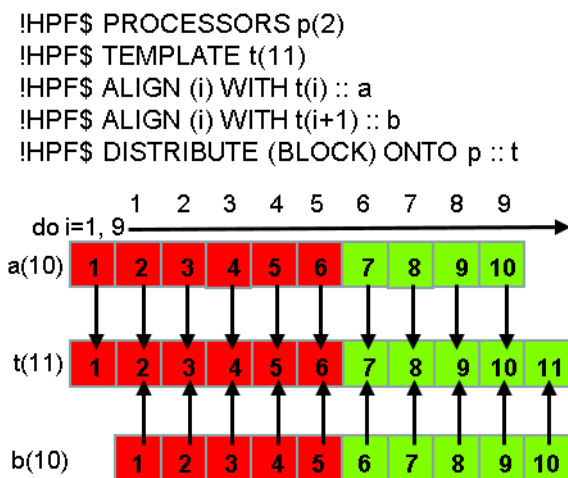 !HPF$ PROCESSORS p(2)
!HPF$ TEMPLATE t(11)
!HPF$ ALIGN (i) WITH t(i) :: a
!HPF$ ALIGN (i) WITH t(i+1) :: b
!HPF$ DISTRIBUTE (BLOCK) ONTO p :: t
1 2 3 4 5 6 7 8 9
do i=1, 9
a(10) 1 2 3 4 5 6 7 8 9 10
t(11) 1 2 3 4 5 6 7 8 9 10 11
b(10) 1 2 3 4 5 6 7 8 9 10